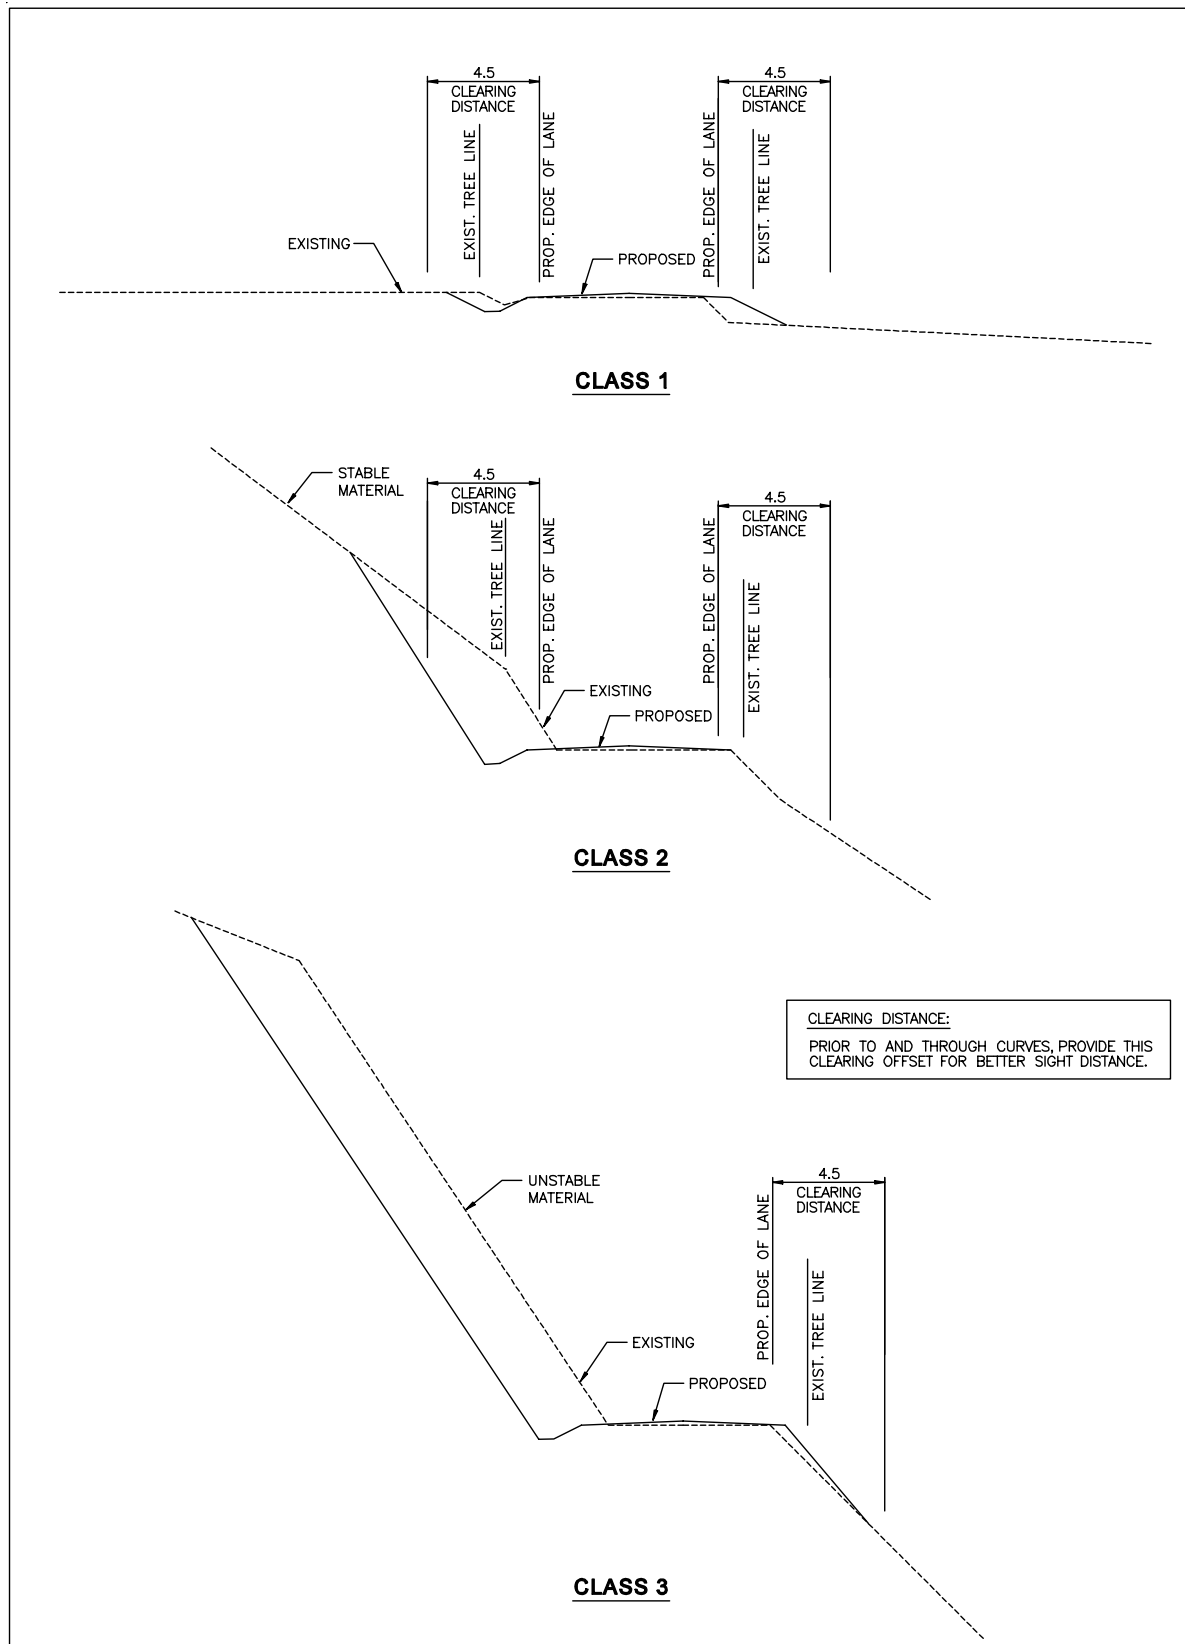 4.5
CLEARING
DISTANCE
EXIST. TREE LINE
PROP. EDGE OF LANE
4.5
CLEARING
DISTANCE
PROP. EDGE OF LANE
EXIST. TREE LINE
EXISTING
PROPOSED
CLASS 1
STABLE
MATERIAL
4.5
CLEARING
DISTANCE
EXIST. TREE LINE
PROP. EDGE OF LANE
4.5
CLEARING
DISTANCE
PROP. EDGE OF LANE
EXIST. TREE LINE
EXISTING
PROPOSED
CLASS 2
CLEARING DISTANCE:
PRIOR TO AND THROUGH CURVES, PROVIDE THIS
CLEARING OFFSET FOR BETTER SIGHT DISTANCE.
UNSTABLE
MATERIAL
4.5
CLEARING
DISTANCE
PROP. EDGE OF LANE
EXIST. TREE LINE
EXISTING
PROPOSED
CLASS 3